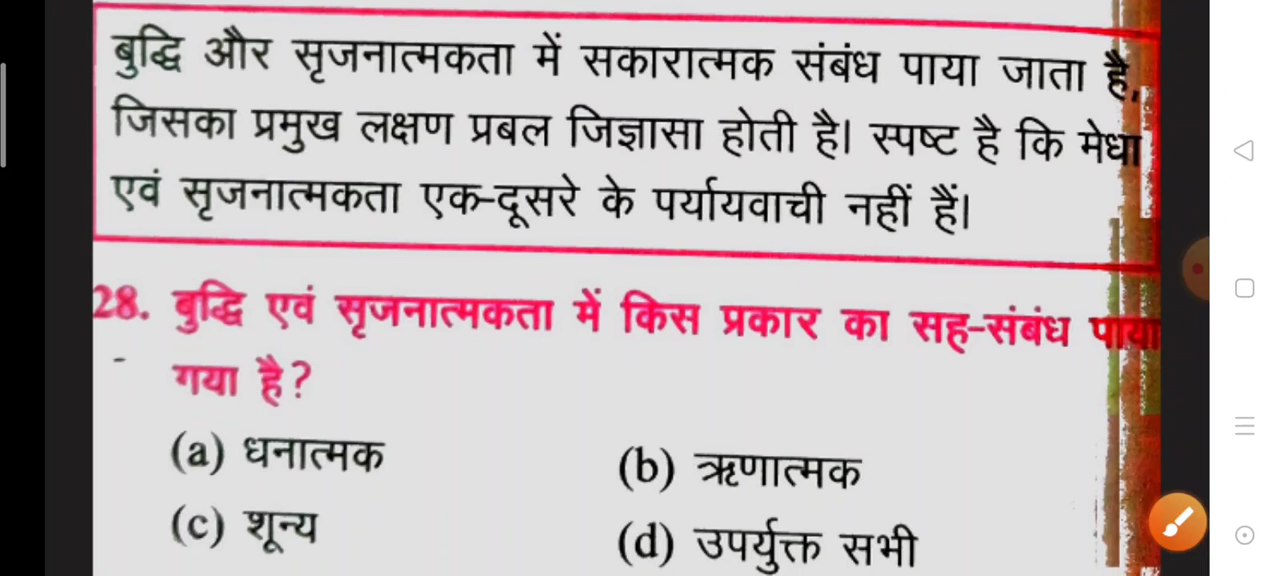 बुद्धि और सृजनात्मकता में सकारात्मक संबंध पाया जाता है,
जिसका प्रमुख लक्षण प्रबल जिज्ञासा होती है। स्पष्ट है कि मेधा
एवं सृजनात्मकता एक-दूसरे के पर्यायवाची नहीं हैं।
28. बुद्धि एवं सृजनात्मकता में किस प्रकार का सह-संबंध पाया
गया है?
(a) धनात्मक (b) ऋणात्मक
(c) शून्य (d) उपर्युक्त सभी